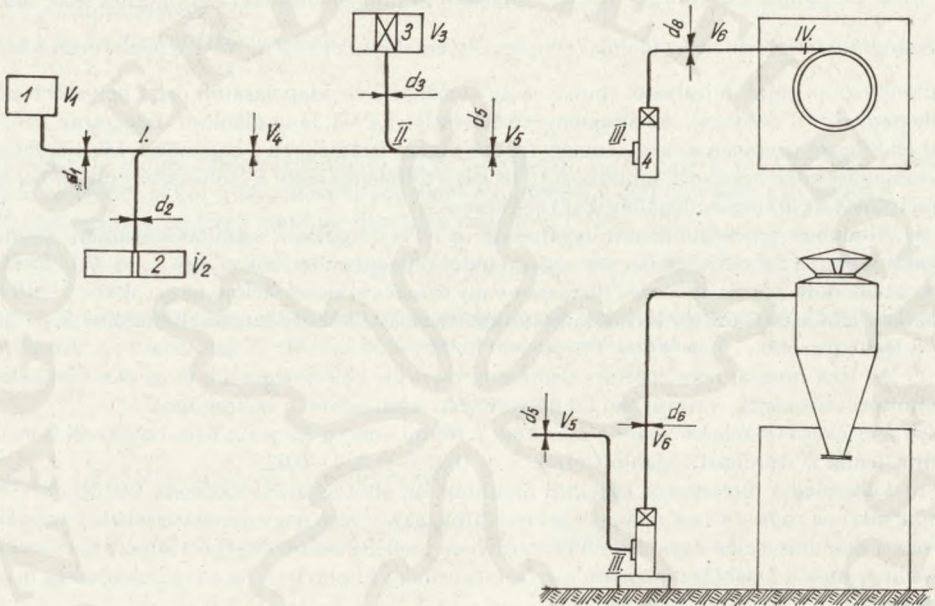 3 V3
d8 V6
IV.
1 V1
d3
d1
I.
V4
II.
d5
V5
III.
4
d2
2 V2
d5 V5
d6
V6
III.